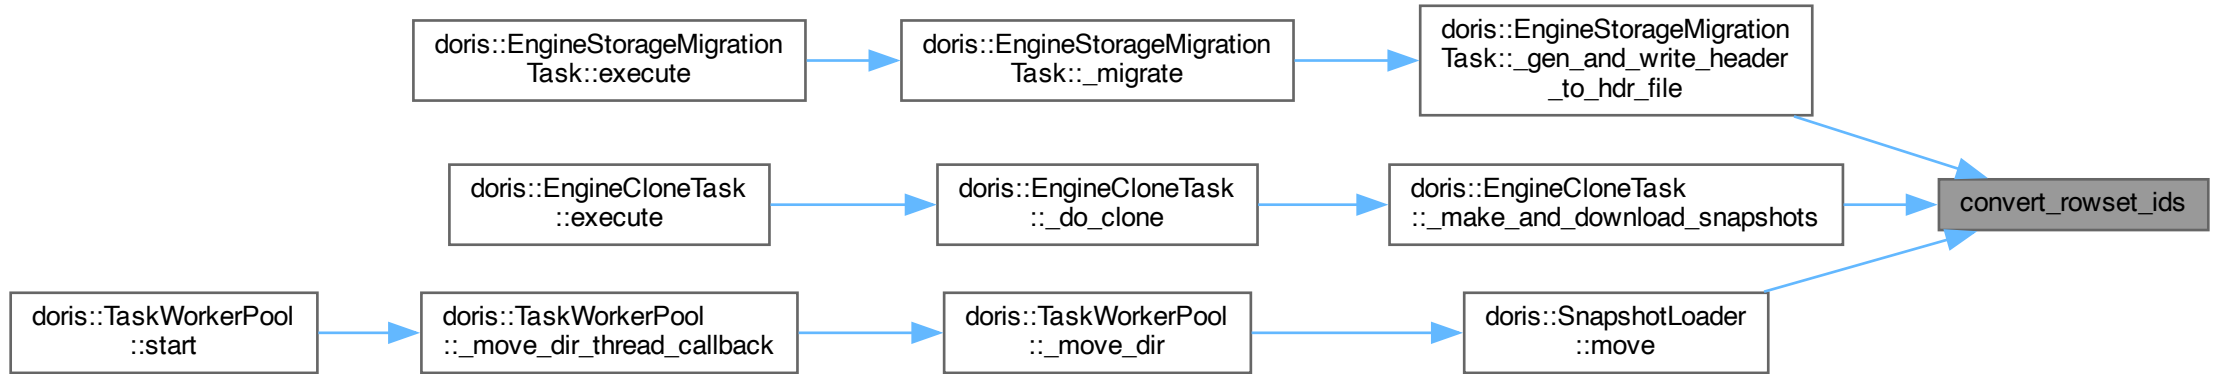 doris::EngineStorageMigration
Task::execute
doris::EngineStorageMigration
Task::_migrate
doris::EngineStorageMigration
Task::_gen_and_write_header
_to_hdr_file
doris::EngineCloneTask
::execute
doris::EngineCloneTask
::_do_clone
doris::EngineCloneTask
::_make_and_download_snapshots
convert_rowset_ids
doris::TaskWorkerPool
::start
doris::TaskWorkerPool
::_move_dir_thread_callback
doris::TaskWorkerPool
::_move_dir
doris::SnapshotLoader
::move